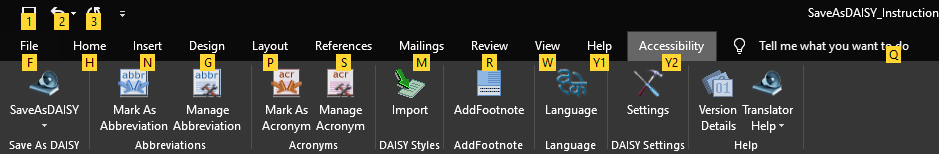 SaveAsDAISY_Instruction
1 2 3
File Home Insert Design Layout References Mailings Review View Help Accessibility Tell me what you want to do
F H N G P S M R W Y1 Y2 Q
abbr abbr acr acr 01
SaveAsDAISY Mark As Manage Mark As Manage Import AddFootnote Language Settings Version Translator
Abbreviation Abbreviation Acronym Acronym Details Help
Save As DAISY Abbreviations Acronyms DAISY Styles AddFootnote Language DAISY Settings Help